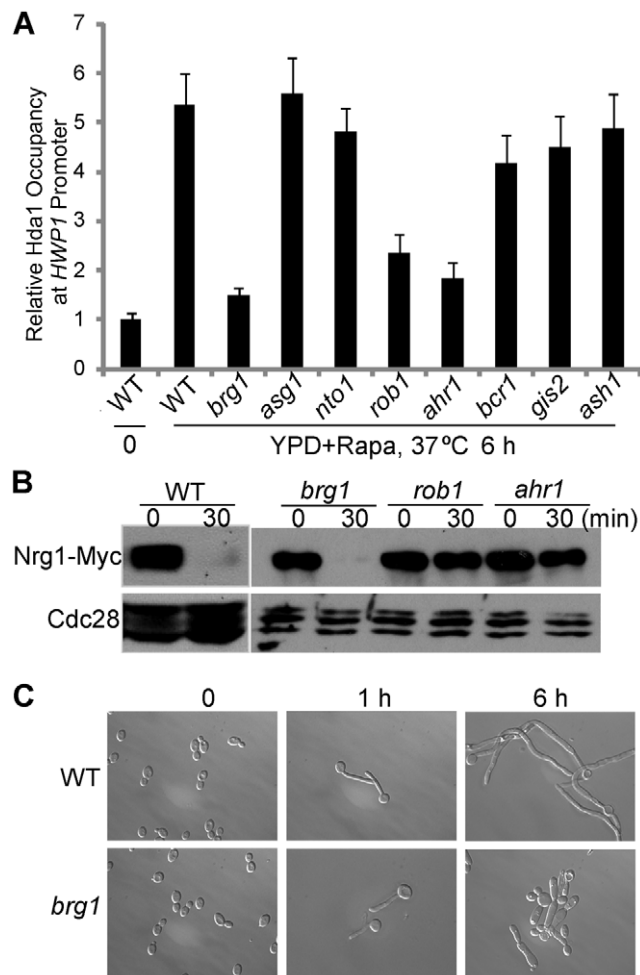 A
Relative Hda1 Occupancy
at HWP1 Promoter
7
6
5
4
3
2
1
0
WT WT brg1 asg1 nto1 rob1 ahr1 bcr1 gis2 ash1
0 YPD+Rapa, 37ºC 6 h
B
WT brg1 rob1 ahr1
0 30 0 30 0 30 0 30 (min)
Nrg1-Myc
Cdc28
C
0 1 h 6 h
WT
brg1